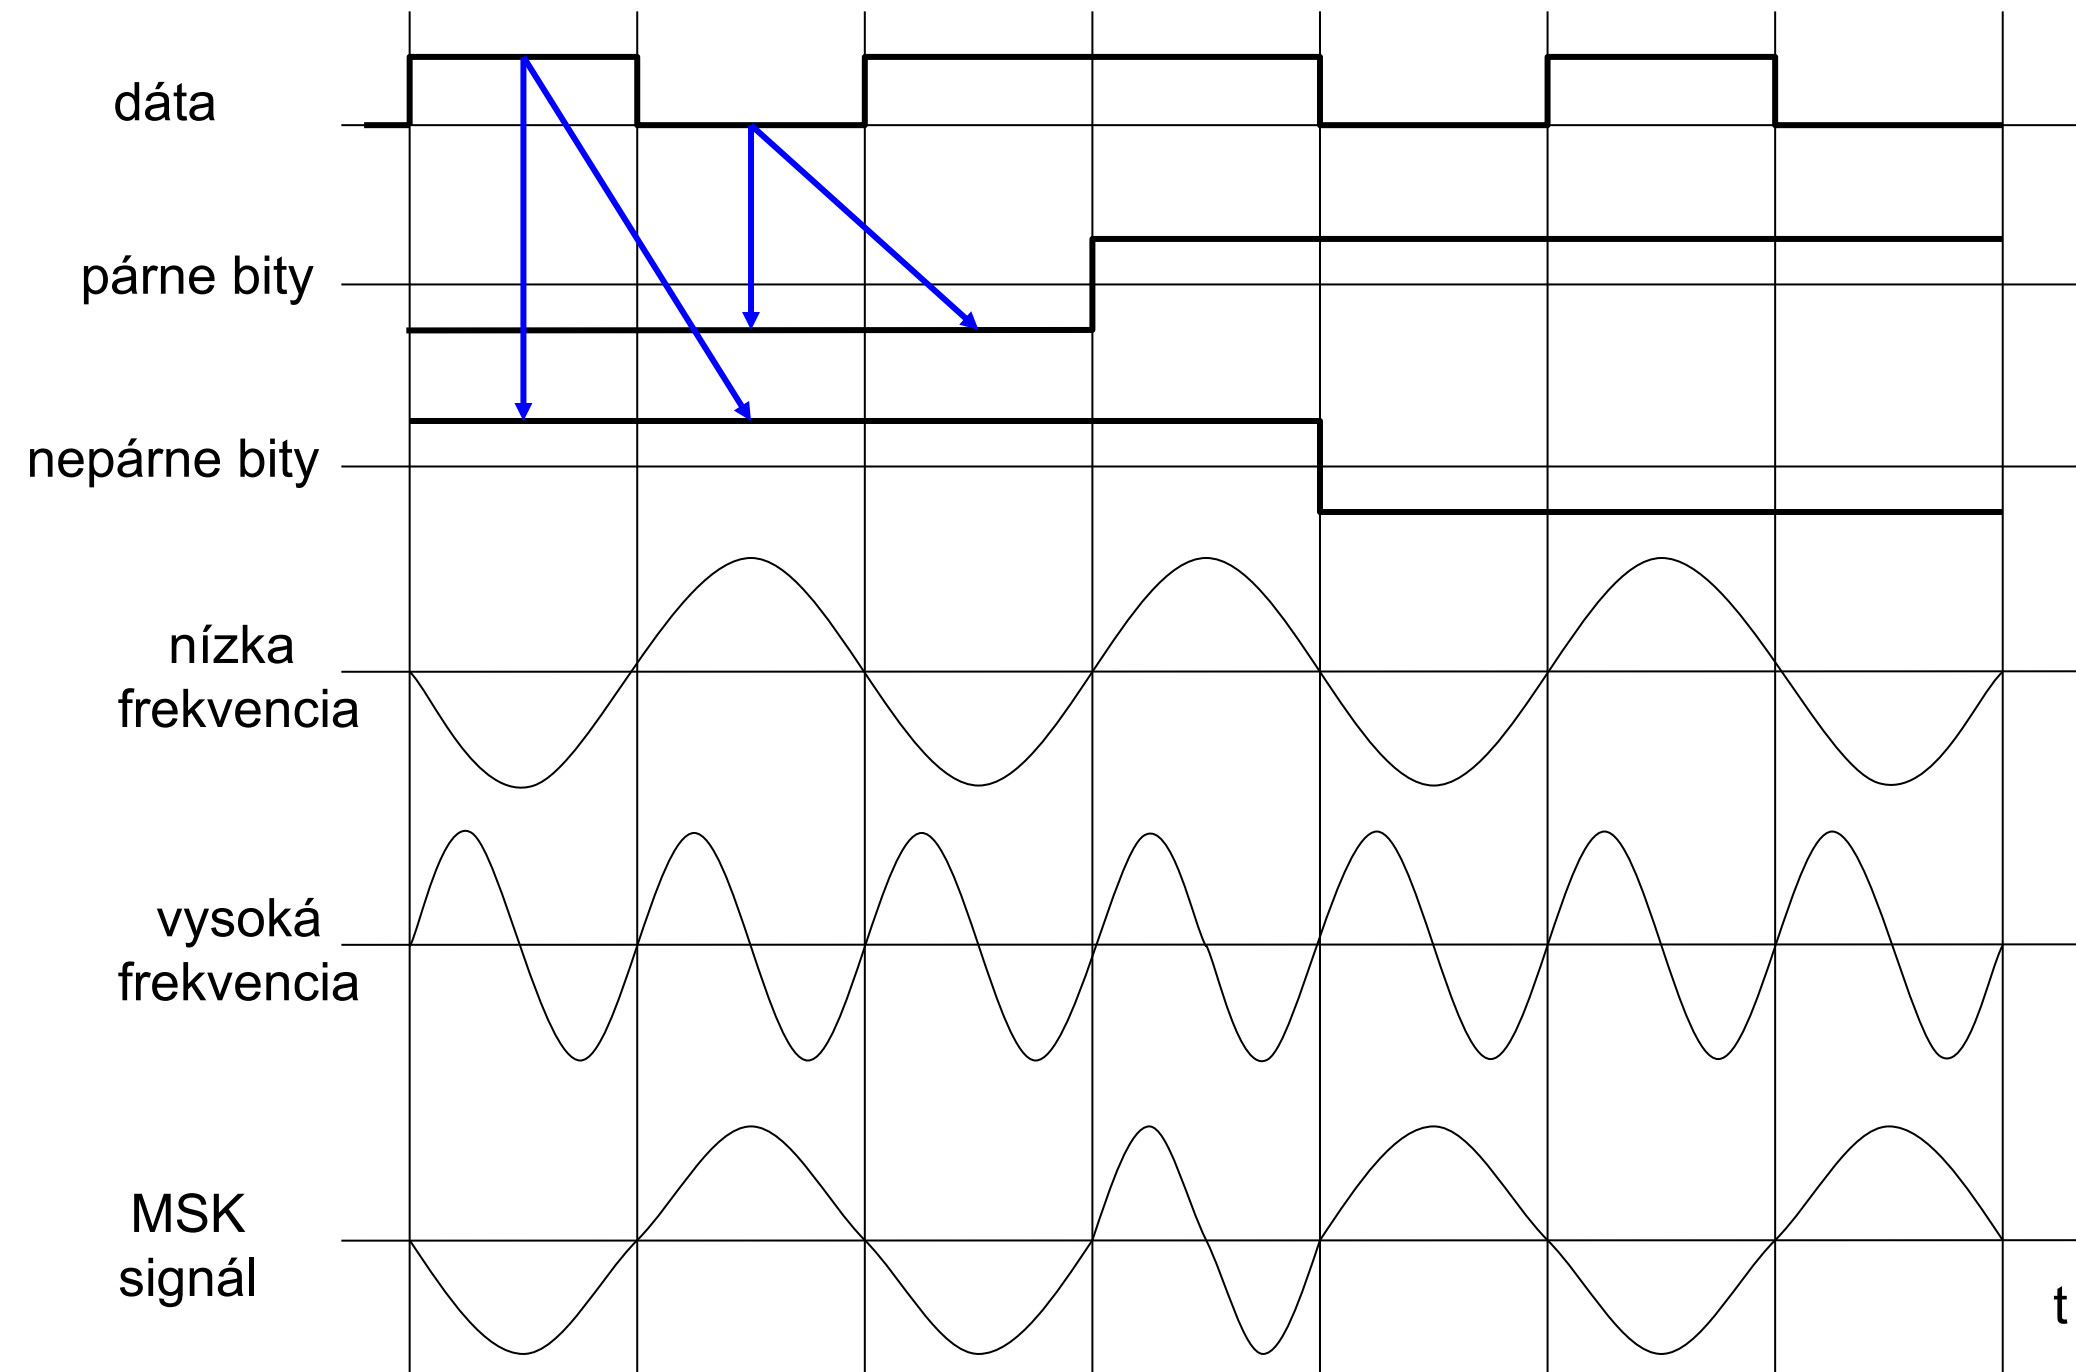 dáta
párne bity
nepárne bity
nízka
frekvencia
vysoká
frekvencia
MSK
signál
t